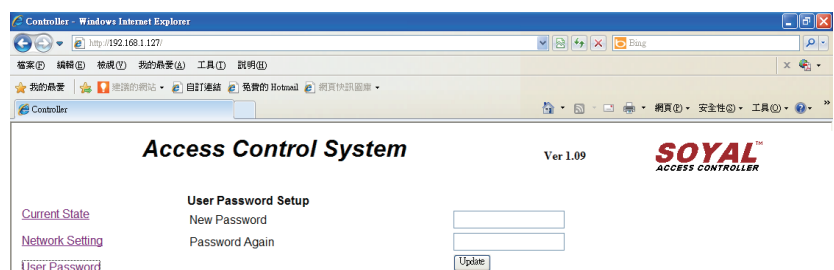 Controller - Windows Internet Explorer
http://192.168.1.127/
Bing
檔案(F) 編輯(E) 檢視(V) 我的最愛(A) 工具(T) 說明(H)
我的最愛 建議的網站 自訂連結 免費的 Hotmail 網頁快訊圖庫
Controller 網頁(P) 安全性(S) 工具(O)
Access Control System Ver 1.09 SOYAL™
ACCESS CONTROLLER
User Password Setup
Current State New Password
Network Setting Password Again
User Password Update